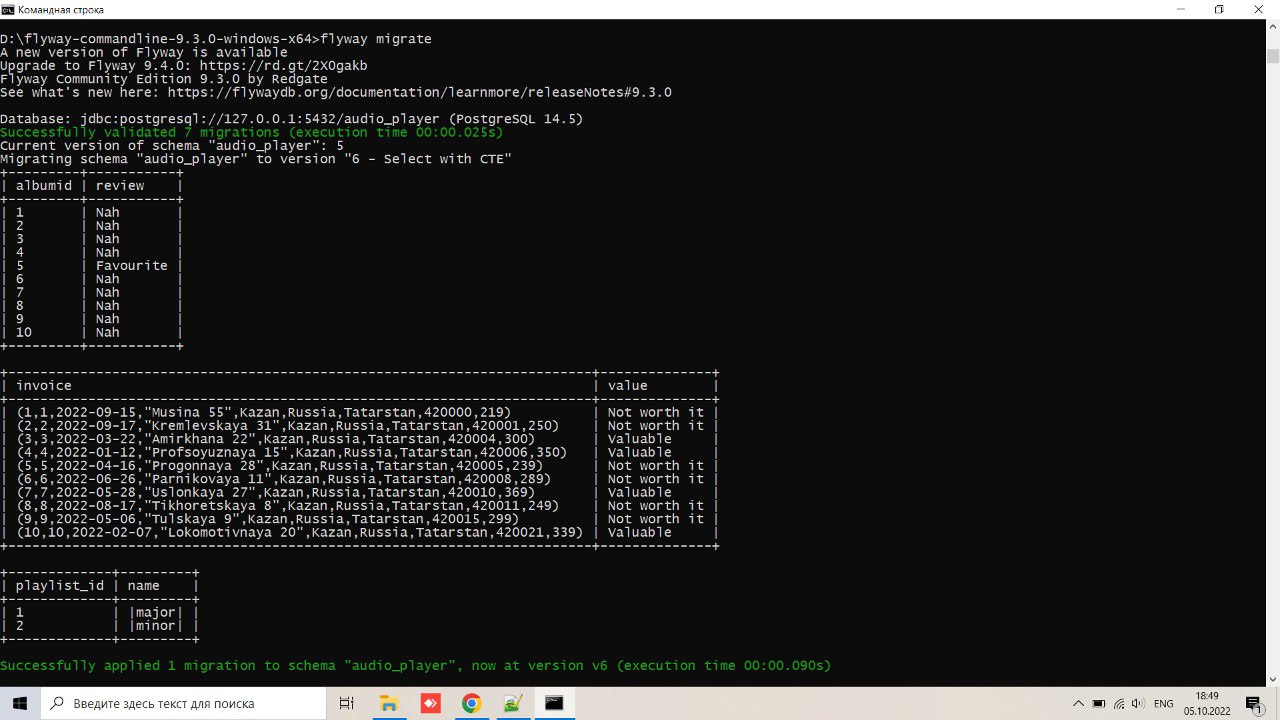 Командная строка
D:\flyway-commandline-9.3.0-windows-x64>flyway migrate
A new version of Flyway is available
Upgrade to Flyway 9.4.0: https://rd.gt/2X0gakb
Flyway Community Edition 9.3.0 by Redgate
See what's new here: https://flywaydb.org/documentation/learnmore/releaseNotes#9.3.0
Database: jdbc:postgresql://127.0.0.1:5432/audio_player (PostgreSQL 14.5)
Successfully validated 7 migrations (execution time 00:00.025s)
Current version of schema "audio_player": 5
Migrating schema "audio_player" to version "6 - Select with CTE"
+---------+-----------+
| albumid | review    |
+---------+-----------+
| 1       | Nah       |
| 2       | Nah       |
| 3       | Nah       |
| 4       | Nah       |
| 5       | Favourite |
| 6       | Nah       |
| 7       | Nah       |
| 8       | Nah       |
| 9       | Nah       |
| 10      | Nah       |
+---------+-----------+
+-------------------------------------------------------------------------+--------------+
| invoice                                                                 | value        |
+-------------------------------------------------------------------------+--------------+
| (1,1,2022-09-15,"Musina 55",Kazan,Russia,Tatarstan,420000,219)          | Not worth it |
| (2,2,2022-09-17,"Kremlevskaya 31",Kazan,Russia,Tatarstan,420001,250)    | Not worth it |
| (3,3,2022-03-22,"Amirkhana 22",Kazan,Russia,Tatarstan,420004,300)       | Valuable     |
| (4,4,2022-01-12,"Profsoyuznaya 15",Kazan,Russia,Tatarstan,420006,350)   | Valuable     |
| (5,5,2022-04-16,"Progonnaya 28",Kazan,Russia,Tatarstan,420005,239)      | Not worth it |
| (6,6,2022-06-26,"Parnikovaya 11",Kazan,Russia,Tatarstan,420008,289)     | Not worth it |
| (7,7,2022-05-28,"Uslonkaya 27",Kazan,Russia,Tatarstan,420010,369)       | Valuable     |
| (8,8,2022-08-17,"Tikhoretskaya 8",Kazan,Russia,Tatarstan,420011,249)    | Not worth it |
| (9,9,2022-05-06,"Tulskaya 9",Kazan,Russia,Tatarstan,420015,299)         | Not worth it |
| (10,10,2022-02-07,"Lokomotivnaya 20",Kazan,Russia,Tatarstan,420021,339) | Valuable     |
+-------------------------------------------------------------------------+--------------+
+-------------+---------+
| playlist_id | name    |
+-------------+---------+
| 1           | |major| |
| 2           | |minor| |
+-------------+---------+
Successfully applied 1 migration to schema "audio_player", now at version v6 (execution time 00:00.090s)
Введите здесь текст для поиска
ENG
18:49
05.10.2022
1